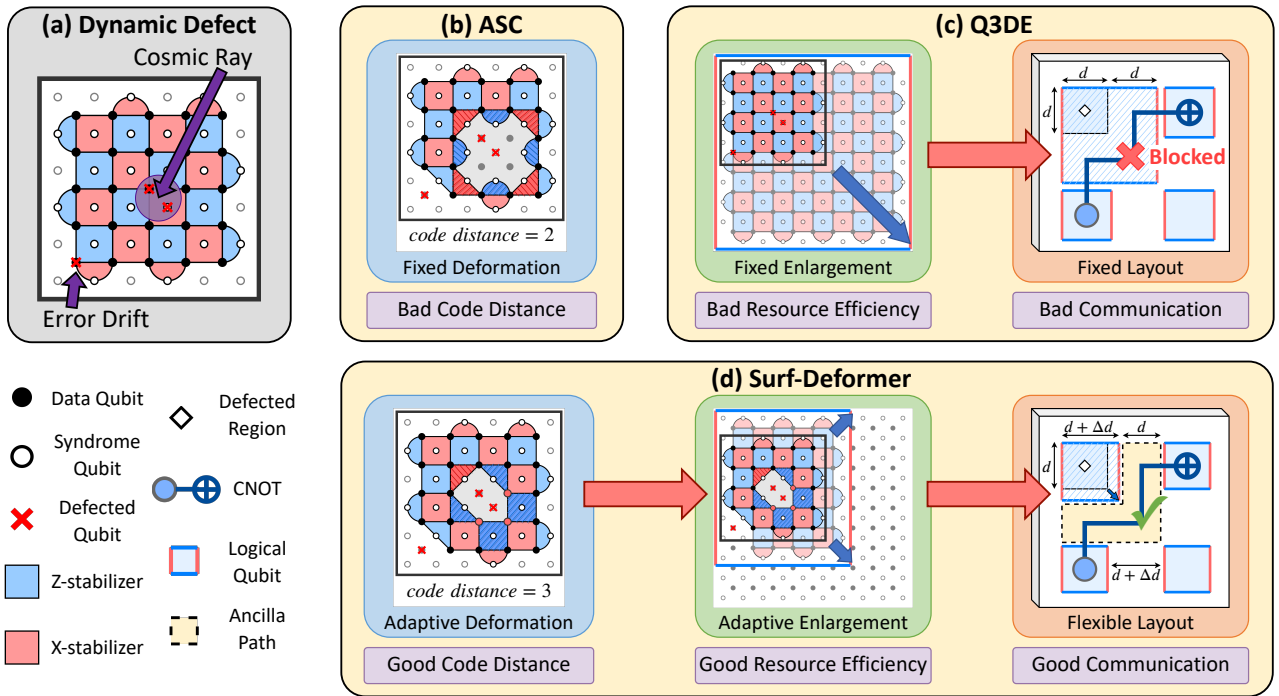 (a) Dynamic Defect
Cosmic Ray
Error Drift
(b) ASC
code distance = 2
Fixed Deformation
Bad Code Distance
(c) Q3DE
Fixed Enlargement
Bad Resource Efficiency
d
d
d
Blocked
Fixed Layout
Bad Communication
Data Qubit
Syndrome
Qubit
Defected
Qubit
Z-stabilizer
X-stabilizer
Defected
Region
CNOT
Logical
Qubit
Ancilla
Path
(d) Surf-Deformer
code distance = 3
Adaptive Deformation
Good Code Distance
Adaptive Enlargement
Good Resource Efficiency
d + Δd
d
d
d + Δd
Flexible Layout
Good Communication